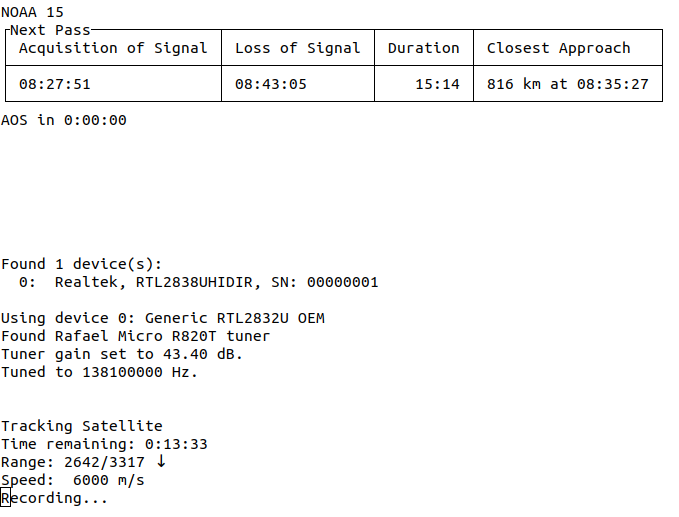 NOAA 15
Next Pass
Acquisition of Signal Loss of Signal Duration Closest Approach
08:27:51 08:43:05 15:14 816 km at 08:35:27
AOS in 0:00:00
Found 1 device(s):
0: Realtek, RTL2838UHIDIR, SN: 00000001
Using device 0: Generic RTL2832U OEM
Found Rafael Micro R820T tuner
Tuner gain set to 43.40 dB.
Tuned to 138100000 Hz.
Tracking Satellite
Time remaining: 0:13:33
Range: 2642/3317 ↓
Speed: 6000 m/s
Recording...